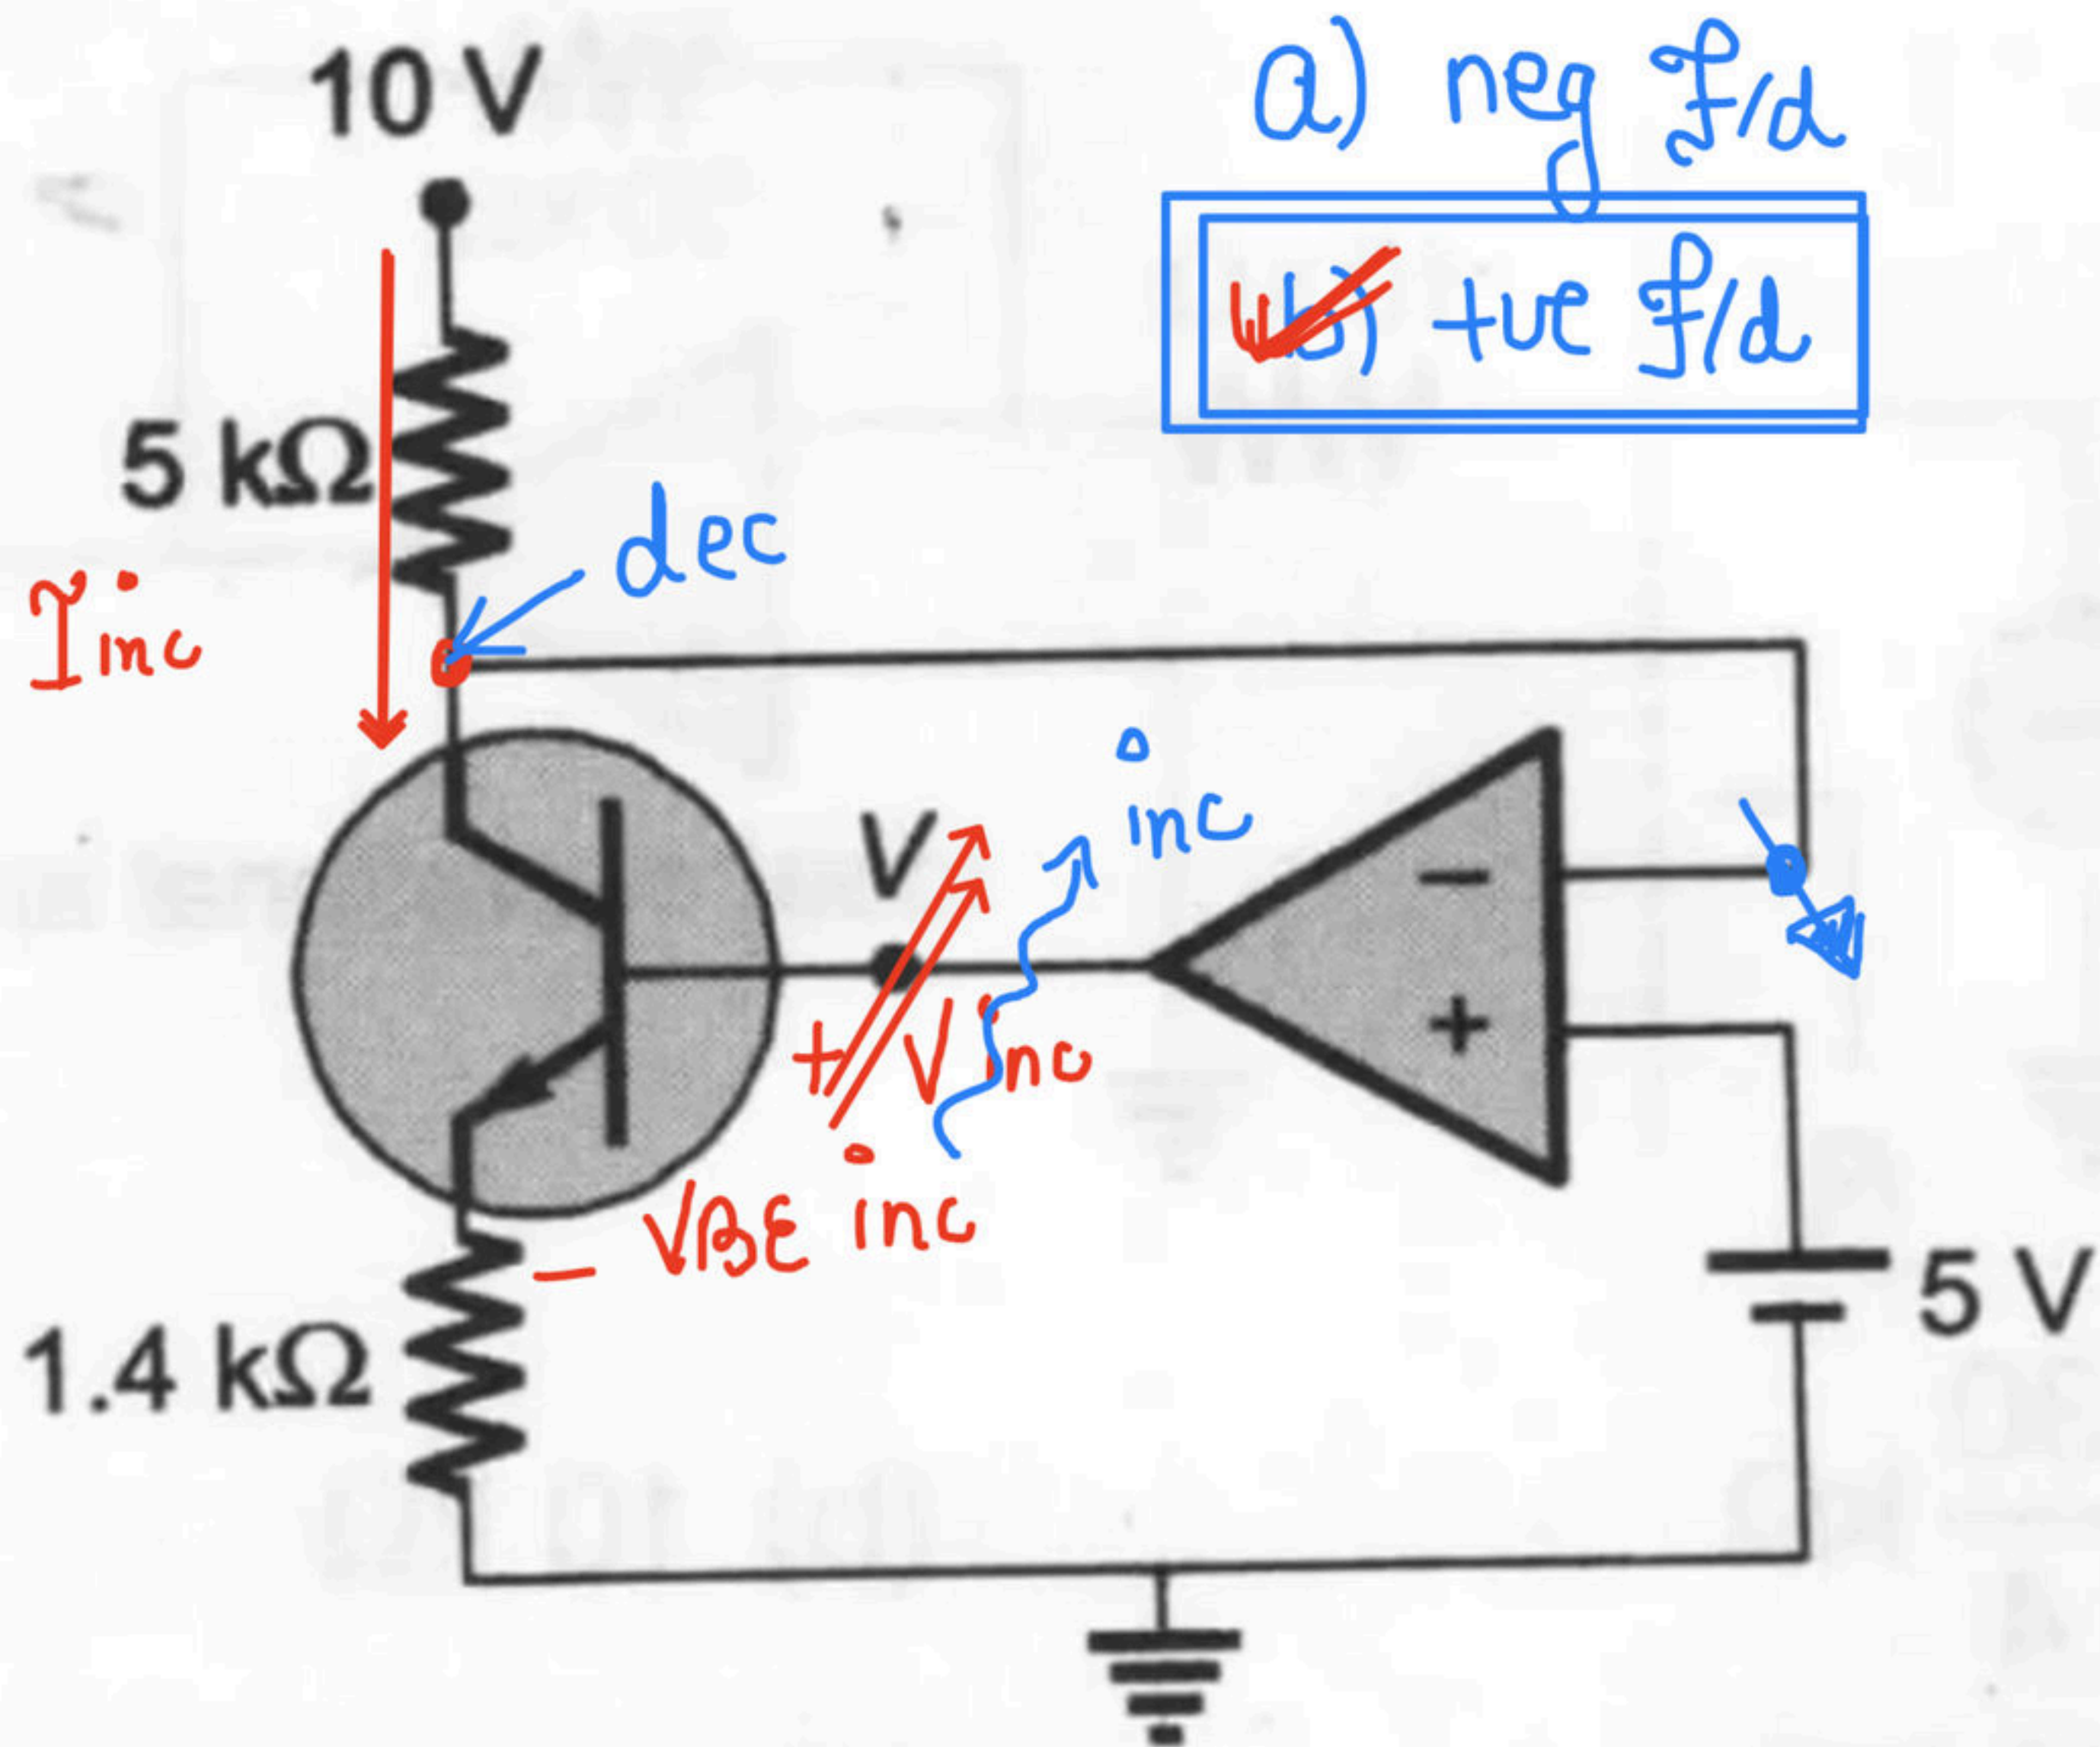 10 V
a) neg f/d
b) +ve f/d
5 kΩ
dec
I inc
inc
V
−
+
+
V inc
− VBE inc
5 V
1.4 kΩ